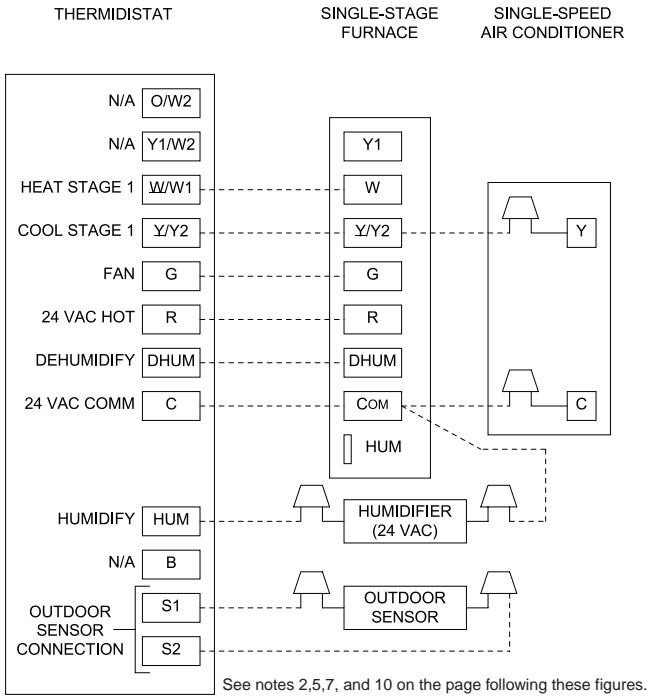 THERMIDISTAT
SINGLE-STAGE
FURNACE
SINGLE-SPEED
AIR CONDITIONER
N/A O/W2
N/A Y1/W2 Y1
HEAT STAGE 1 W/W1 W
COOL STAGE 1 Y/Y2 Y/Y2 Y
FAN G G
24 VAC HOT R R
DEHUMIDIFY DHUM DHUM
24 VAC COMM C COM C
HUM
HUMIDIFY HUM HUMIDIFIER
(24 VAC)
N/A B
OUTDOOR
SENSOR
CONNECTION
S1
S2
OUTDOOR
SENSOR
See notes 2,5,7, and 10 on the page following these figures.